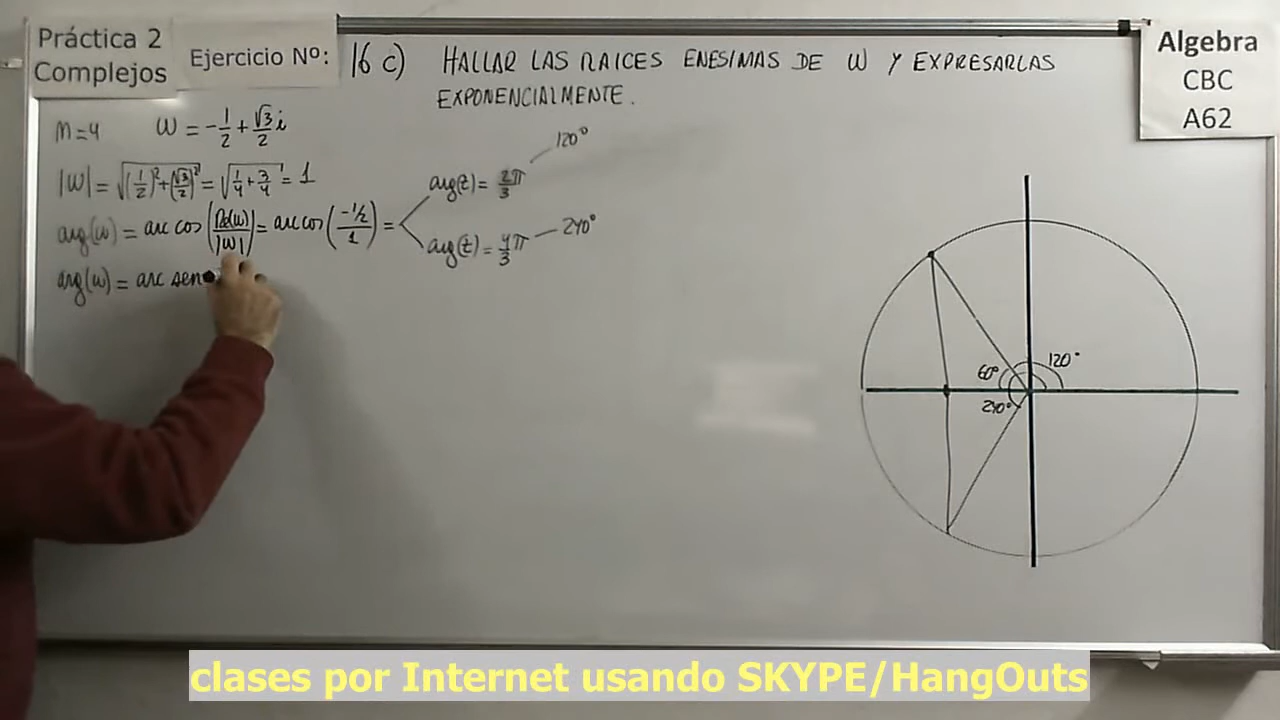 Práctica 2
Complejos
Ejercicio Nº: 16 c) HALLAR LAS RAICES ENESIMAS DE W Y EXPRESARLAS
EXPONENCIALMENTE.
Algebra
CBC
A62
n=4 W = -1/2 + √3/2 i
|W| = √((1/2)² + (√3/2)²) = √(1/4 + 3/4) = 1
arg(w) = arc cos (Re(w)/|W|) = arc cos (-1/2 / 1) =
arg(z) = 2π/3 120°
arg(z) = 4π/3 240°
arg(w) = arc sen
60° 120°
240°
clases por Internet usando SKYPE/HangOuts